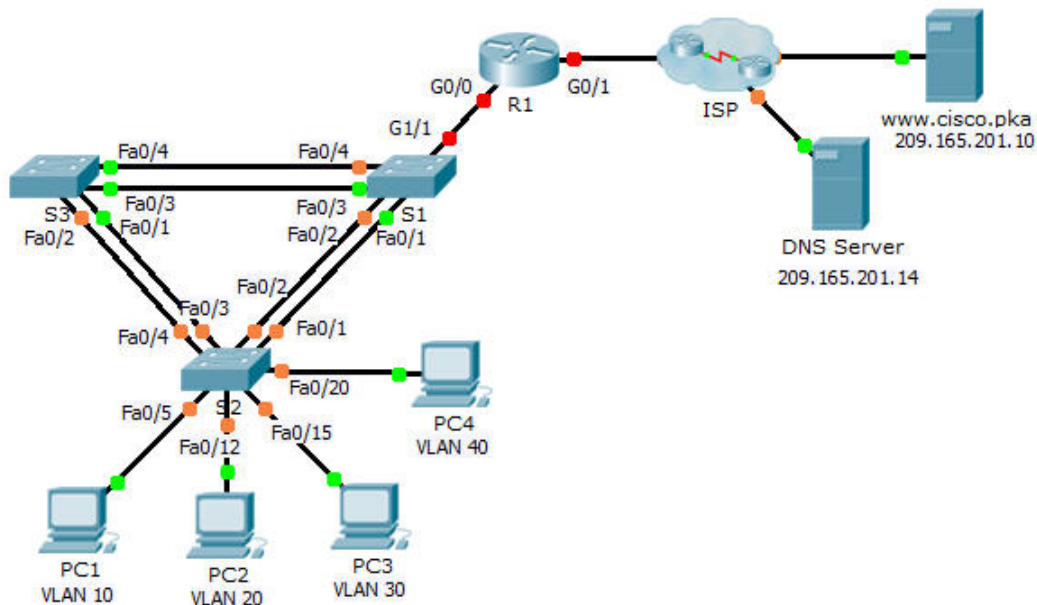 G0/0
R1
G0/1
ISP
www.cisco.pka
209.165.201.10
G1/1
Fa0/4
Fa0/4
S3
Fa0/3
Fa0/3
S1
Fa0/2
Fa0/1
Fa0/2
Fa0/1
DNS Server
209.165.201.14
Fa0/3
Fa0/2
Fa0/4
Fa0/1
S2
Fa0/20
Fa0/5
Fa0/12
Fa0/15
PC4
VLAN 40
PC1
VLAN 10
PC2
VLAN 20
PC3
VLAN 30